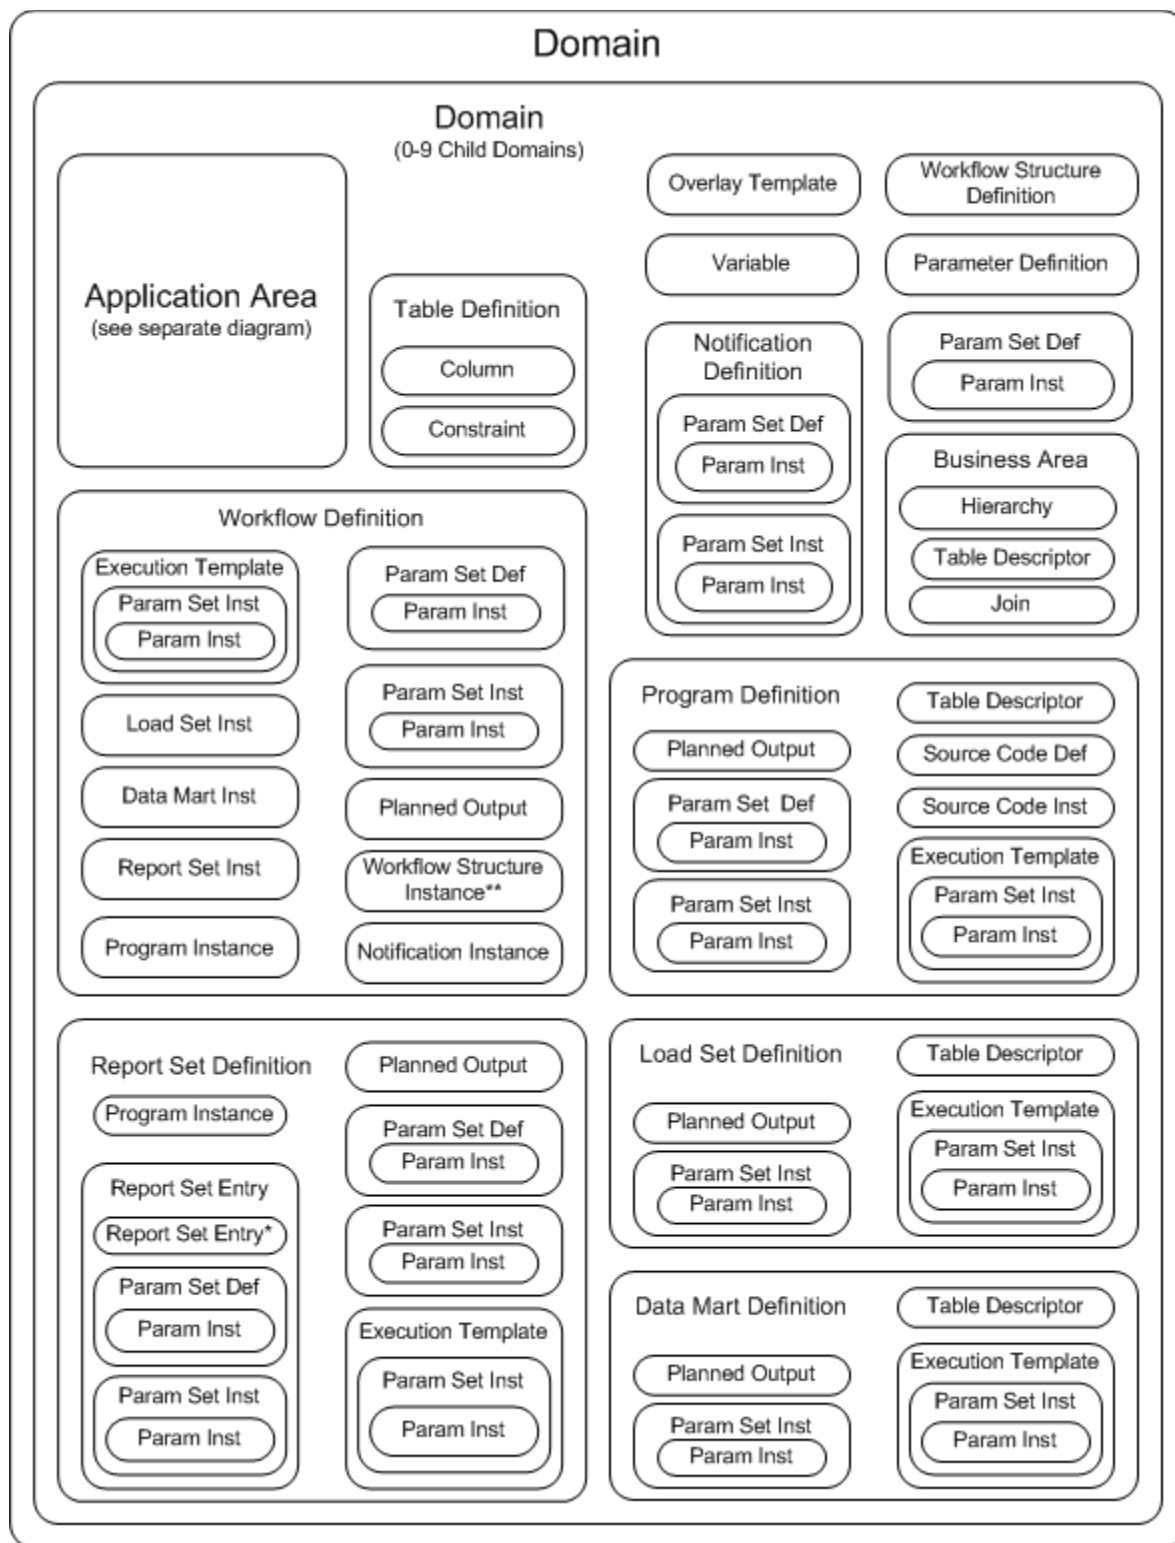 Domain
Domain
(0-9 Child Domains)
Application Area
(see separate diagram)
Table Definition
Column
Constraint
Overlay Template
Variable
Notification
Definition
Param Set Def
Param Inst
Param Set Inst
Param Inst
Workflow Structure
Definition
Parameter Definition
Param Set Def
Param Inst
Business Area
Hierarchy
Table Descriptor
Join
Workflow Definition
Execution Template
Param Set Inst
Param Inst
Load Set Inst
Data Mart Inst
Report Set Inst
Program Instance
Param Set Def
Param Inst
Param Set Inst
Param Inst
Planned Output
Workflow Structure
Instance**
Notification Instance
Program Definition
Planned Output
Param Set  Def
Param Inst
Param Set Inst
Param Inst
Table Descriptor
Source Code Def
Source Code Inst
Execution Template
Param Set Inst
Param Inst
Report Set Definition
Program Instance
Report Set Entry
Report Set Entry*
Param Set Def
Param Inst
Param Set Inst
Param Inst
Planned Output
Param Set Def
Param Inst
Param Set Inst
Param Inst
Execution Template
Param Set Inst
Param Inst
Load Set Definition
Planned Output
Param Set Inst
Param Inst
Table Descriptor
Execution Template
Param Set Inst
Param Inst
Data Mart Definition
Planned Output
Param Set Inst
Param Inst
Table Descriptor
Execution Template
Param Set Inst
Param Inst